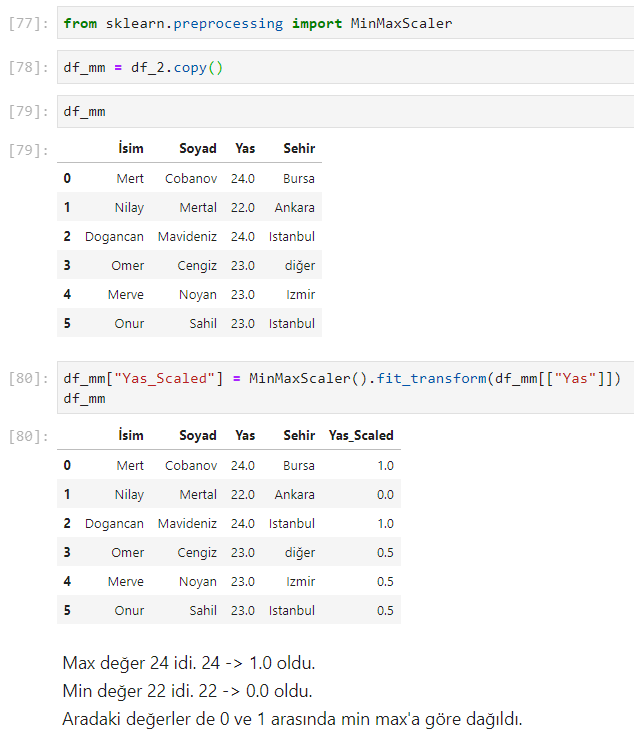 [77]: from sklearn.preprocessing import MinMaxScaler
[78]: df_mm = df_2.copy()
[79]: df_mm
[79]: İsim Soyad Yas Sehir
0 Mert Cobanov 24.0 Bursa
1 Nilay Mertal 22.0 Ankara
2 Dogancan Mavideniz 24.0 Istanbul
3 Omer Cengiz 23.0 diğer
4 Merve Noyan 23.0 Izmir
5 Onur Sahil 23.0 Istanbul
[80]: df_mm["Yas_Scaled"] = MinMaxScaler().fit_transform(df_mm[["Yas"]])
df_mm
[80]: İsim Soyad Yas Sehir Yas_Scaled
0 Mert Cobanov 24.0 Bursa 1.0
1 Nilay Mertal 22.0 Ankara 0.0
2 Dogancan Mavideniz 24.0 Istanbul 1.0
3 Omer Cengiz 23.0 diğer 0.5
4 Merve Noyan 23.0 Izmir 0.5
5 Onur Sahil 23.0 Istanbul 0.5
Max değer 24 idi. 24 -> 1.0 oldu.
Min değer 22 idi. 22 -> 0.0 oldu.
Aradaki değerler de 0 ve 1 arasında min max'a göre dağıldı.